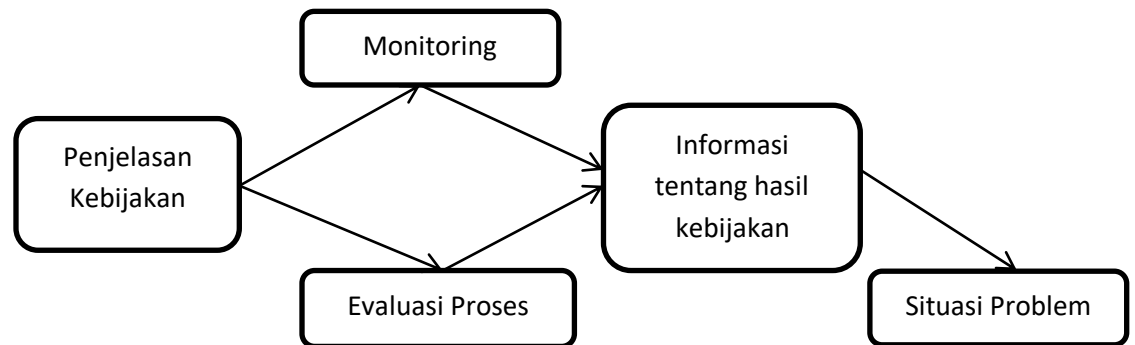 Monitoring
Penjelasan
Kebijakan
Informasi
tentang hasil
kebijakan
Evaluasi Proses
Situasi Problem